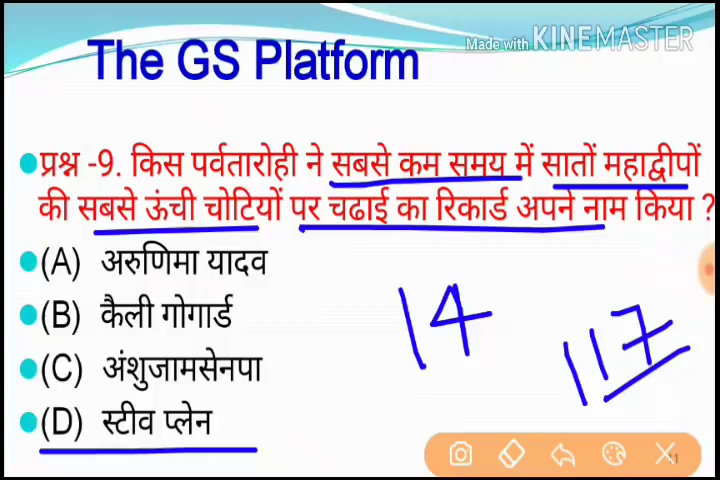 Made with KINEMASTER
The GS Platform
प्रश्न -9. किस पर्वतारोही ने सबसे कम समय में सातों महाद्वीपों
की सबसे ऊंची चोटियों पर चढाई का रिकार्ड अपने नाम किया ?
(A) अरुणिमा यादव
(B) कैली गोगार्ड
(C) अंशुजामसेनपा
(D) स्टीव प्लेन
14
117